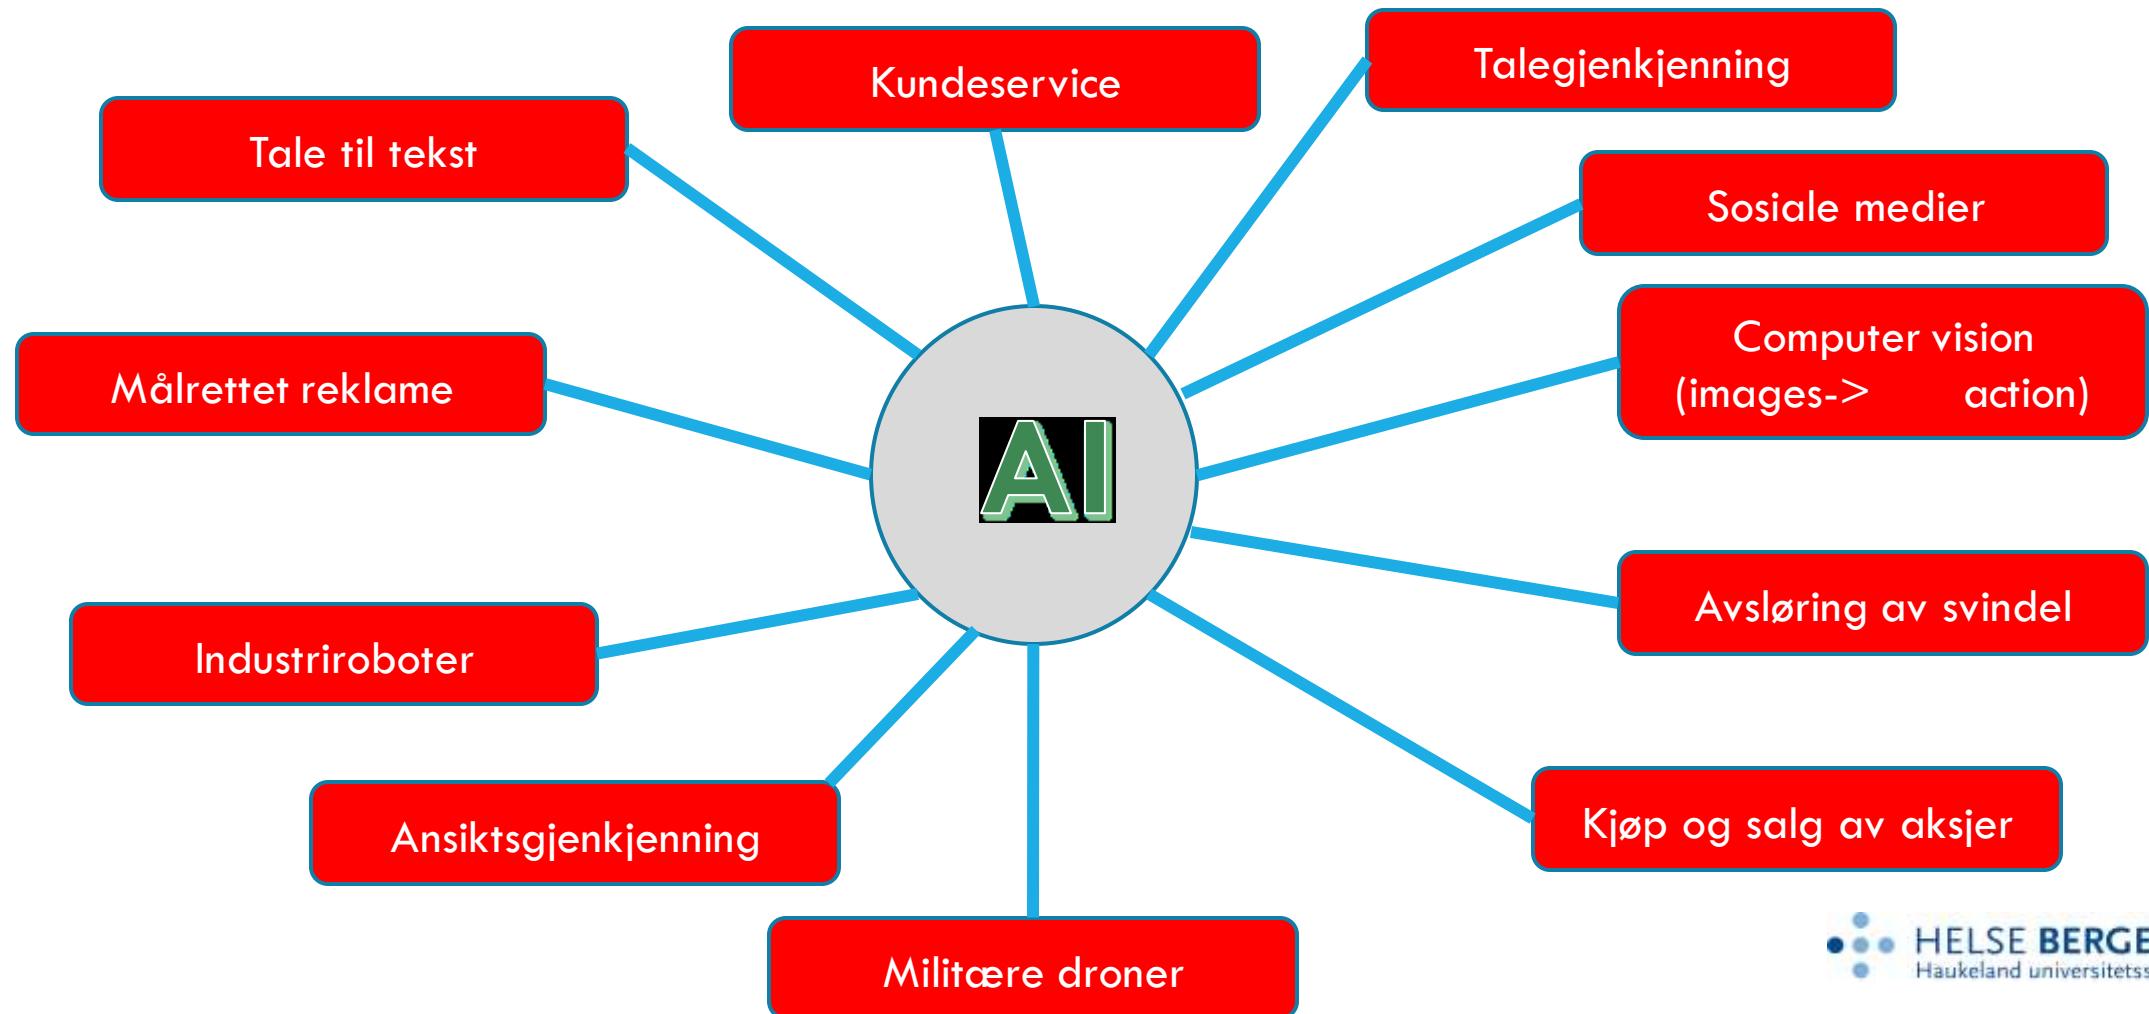 Kundeservice
Talegjenkjenning
Tale til tekst
Sosiale medier
Computer vision
(images-> action)
Målrettet reklame
AI
Avsløring av svindel
Industriroboter
Kjøp og salg av aksjer
Ansiktsgjenkjenning
Militære droner
HELSE BERGE
Haukeland universitetss